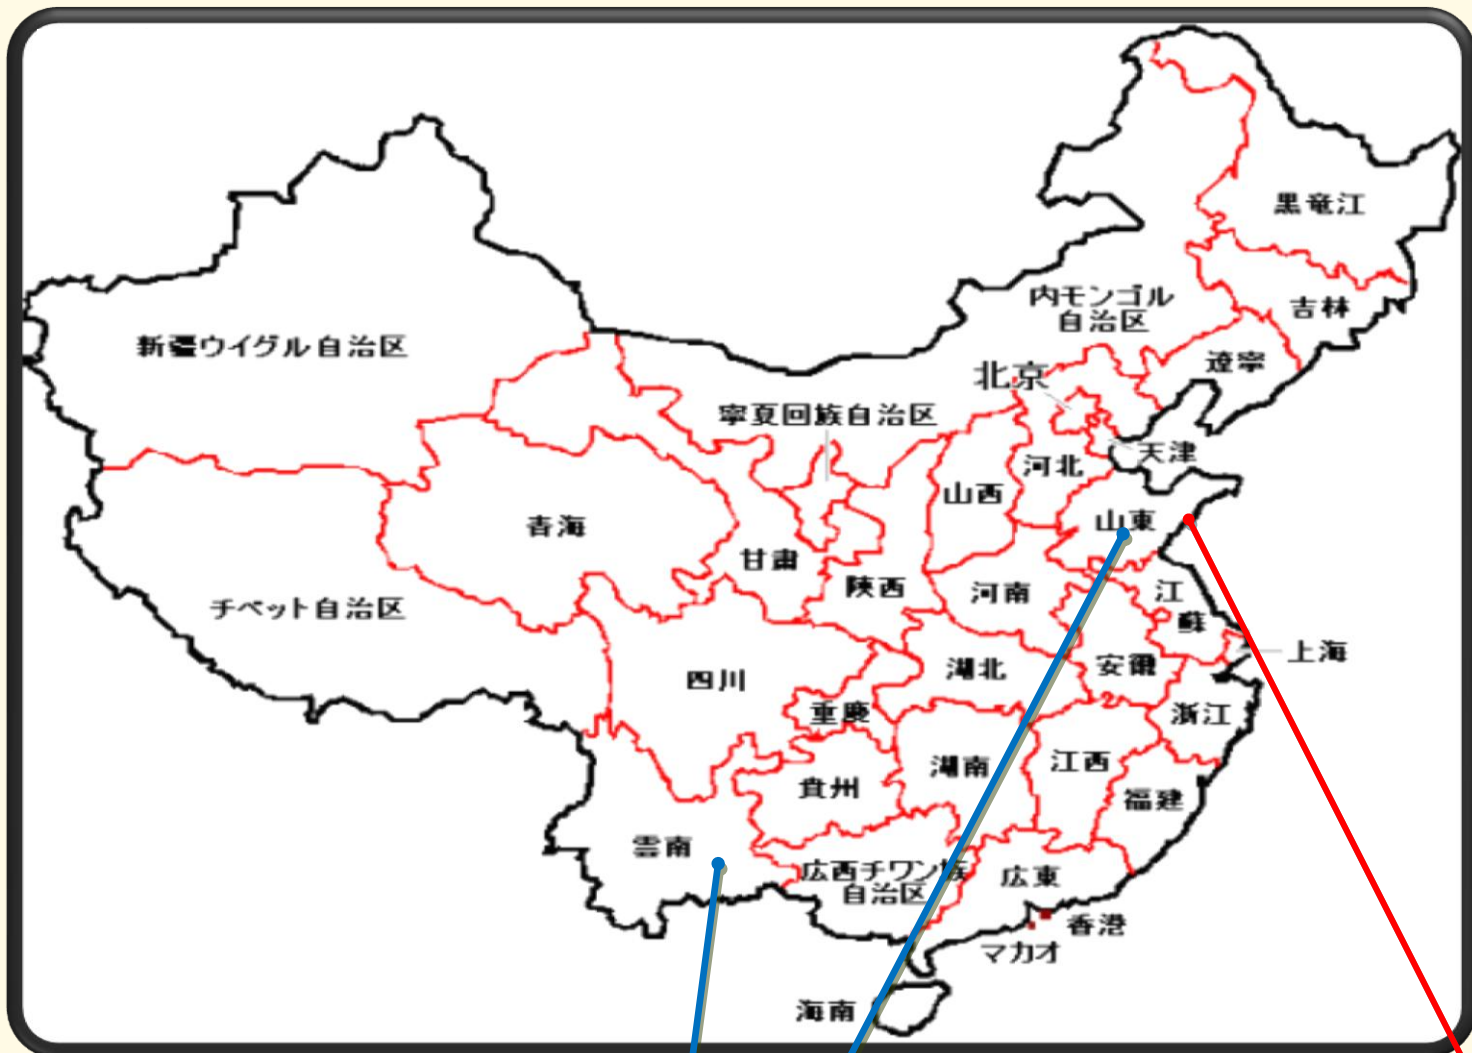 黒竜江
内モンゴル
自治区
吉林
新疆ウイグル自治区
遼寧
北京
寧夏回族自治区
天津
河北
山西
山東
青海
甘粛
陝西
河南
江
蘇
チベット自治区
上海
安徽
湖北
四川
重慶
浙江
湖南
江西
貴州
福建
雲南
広西チワン族
自治区
広東
香港
マカオ
海南